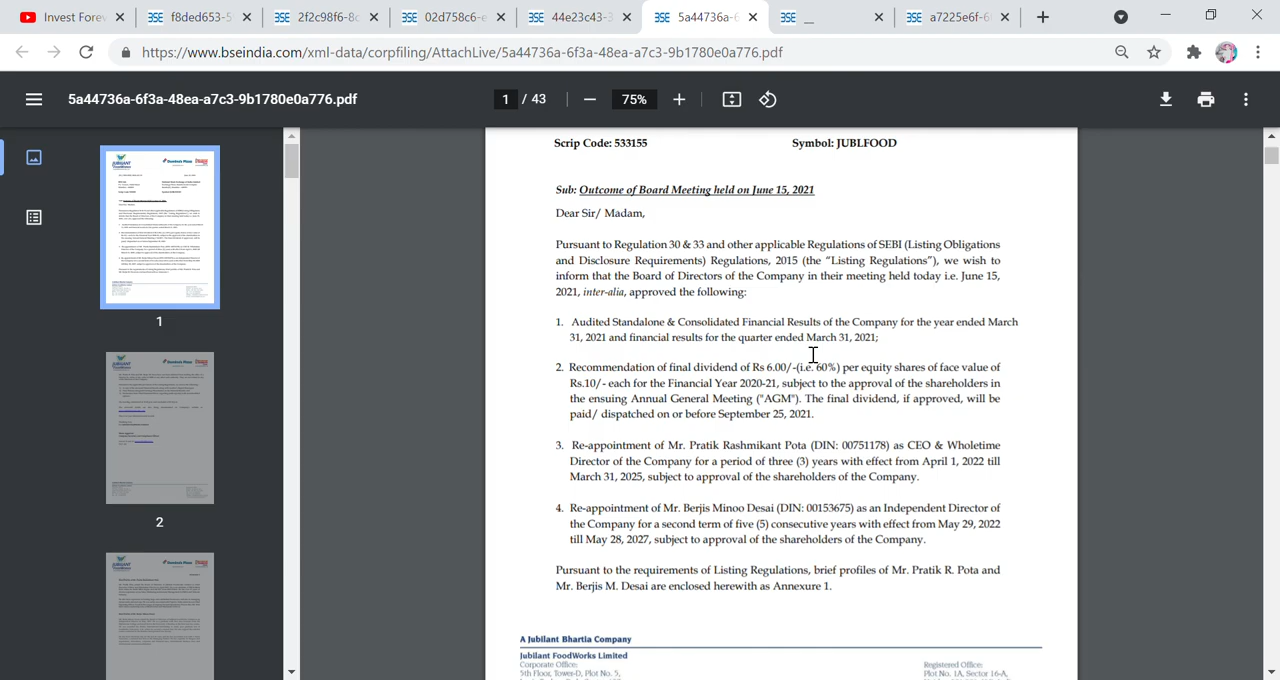 Invest Fore
f8ded653-5
2f2c98f6-8c
02d758c6-e
44e23c43-3
5a44736a-6
__
a7225e6f-6
https://www.bseindia.com/xml-data/corpfiling/AttachLive/5a44736a-6f3a-48ea-a7c3-9b1780e0a776.pdf
5a44736a-6f3a-48ea-a7c3-9b1780e0a776.pdf
1 / 43
75%
1
2
Scrip Code: 533155 Symbol: JUBLFOOD
Sub: Outcome of Board Meeting held on June 15, 2021
Dear Sir/ Madam,
Pursuant to Regulation 30 & 33 and other applicable Regulations of SEBI (Listing Obligations
and Disclosure Requirements) Regulations, 2015 (the “Listing Regulations”), we wish to
inform that the Board of Directors of the Company in their meeting held today i.e. June 15,
2021, inter-alia, approved the following:
1. Audited Standalone & Consolidated Financial Results of the Company for the year ended March
31, 2021 and financial results for the quarter ended March 31, 2021;
2. Recommendation of final dividend of Rs 6.00/-(i.e. 60%) per equity shares of face value of
each for the Financial Year 2020-21, subject to the approval of the shareholders in
the ensuing Annual General Meeting ("AGM"). The final dividend, if approved, will be
paid/ dispatched on or before September 25, 2021.
3. Re-appointment of Mr. Pratik Rashmikant Pota (DIN: 00751178) as CEO & Wholetime
Director of the Company for a period of three (3) years with effect from April 1, 2022 till
March 31, 2025, subject to approval of the shareholders of the Company.
4. Re-appointment of Mr. Berjis Minoo Desai (DIN: 00153675) as an Independent Director of
the Company for a second term of five (5) consecutive years with effect from May 29, 2022
till May 28, 2027, subject to approval of the shareholders of the Company.
Pursuant to the requirements of Listing Regulations, brief profiles of Mr. Pratik R. Pota and
Mr. Berjis M. Desai are enclosed herewith as Annexure 1.
A Jubilant Bhartia Company
Jubilant FoodWorks Limited
Corporate Office:
5th Floor, Tower-D, Plot No. 5,
Registered Office:
Plot No. 1A, Sector 16-A,